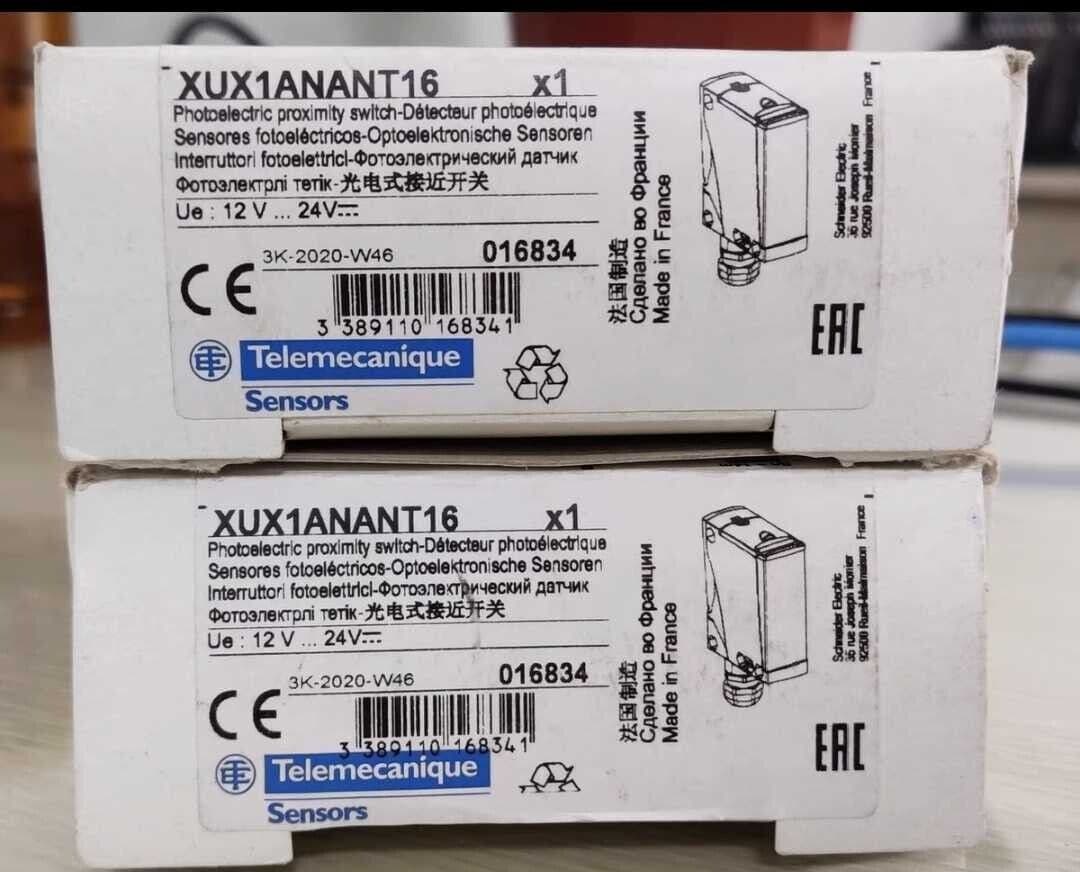 XUX1ANANT16 x1
Photoelectric proximity switch-Détecteur photoélectrique
Sensores fotoeléctricos-Optoelektronische Sensoren
Interruttori fotoelettrici-Фотоэлектрический датчик
Фотоэлектрлі тетік-光电式接近开关
Ue : 12 V ... 24V
3K-2020-W46 016834
CE
3 389110 168341
Telemecanique
Sensors
法国制造
Сделано во Франции
Made in France
Schneider Electric
35 rue Joseph Monier
92500 Rueil-Malmaison France
EAC
XUX1ANANT16 x1
Photoelectric proximity switch-Détecteur photoélectrique
Sensores fotoeléctricos-Optoelektronische Sensoren
Interruttori fotoelettrici-Фотоэлектрический датчик
Фотоэлектрлі тетік-光电式接近开关
Ue : 12 V ... 24V
3K-2020-W46 016834
CE
3 389110 168341
Telemecanique
Sensors
法国制造
Сделано во Франции
Made in France
Schneider Electric
35 rue Joseph Monier
92500 Rueil-Malmaison France
EAC